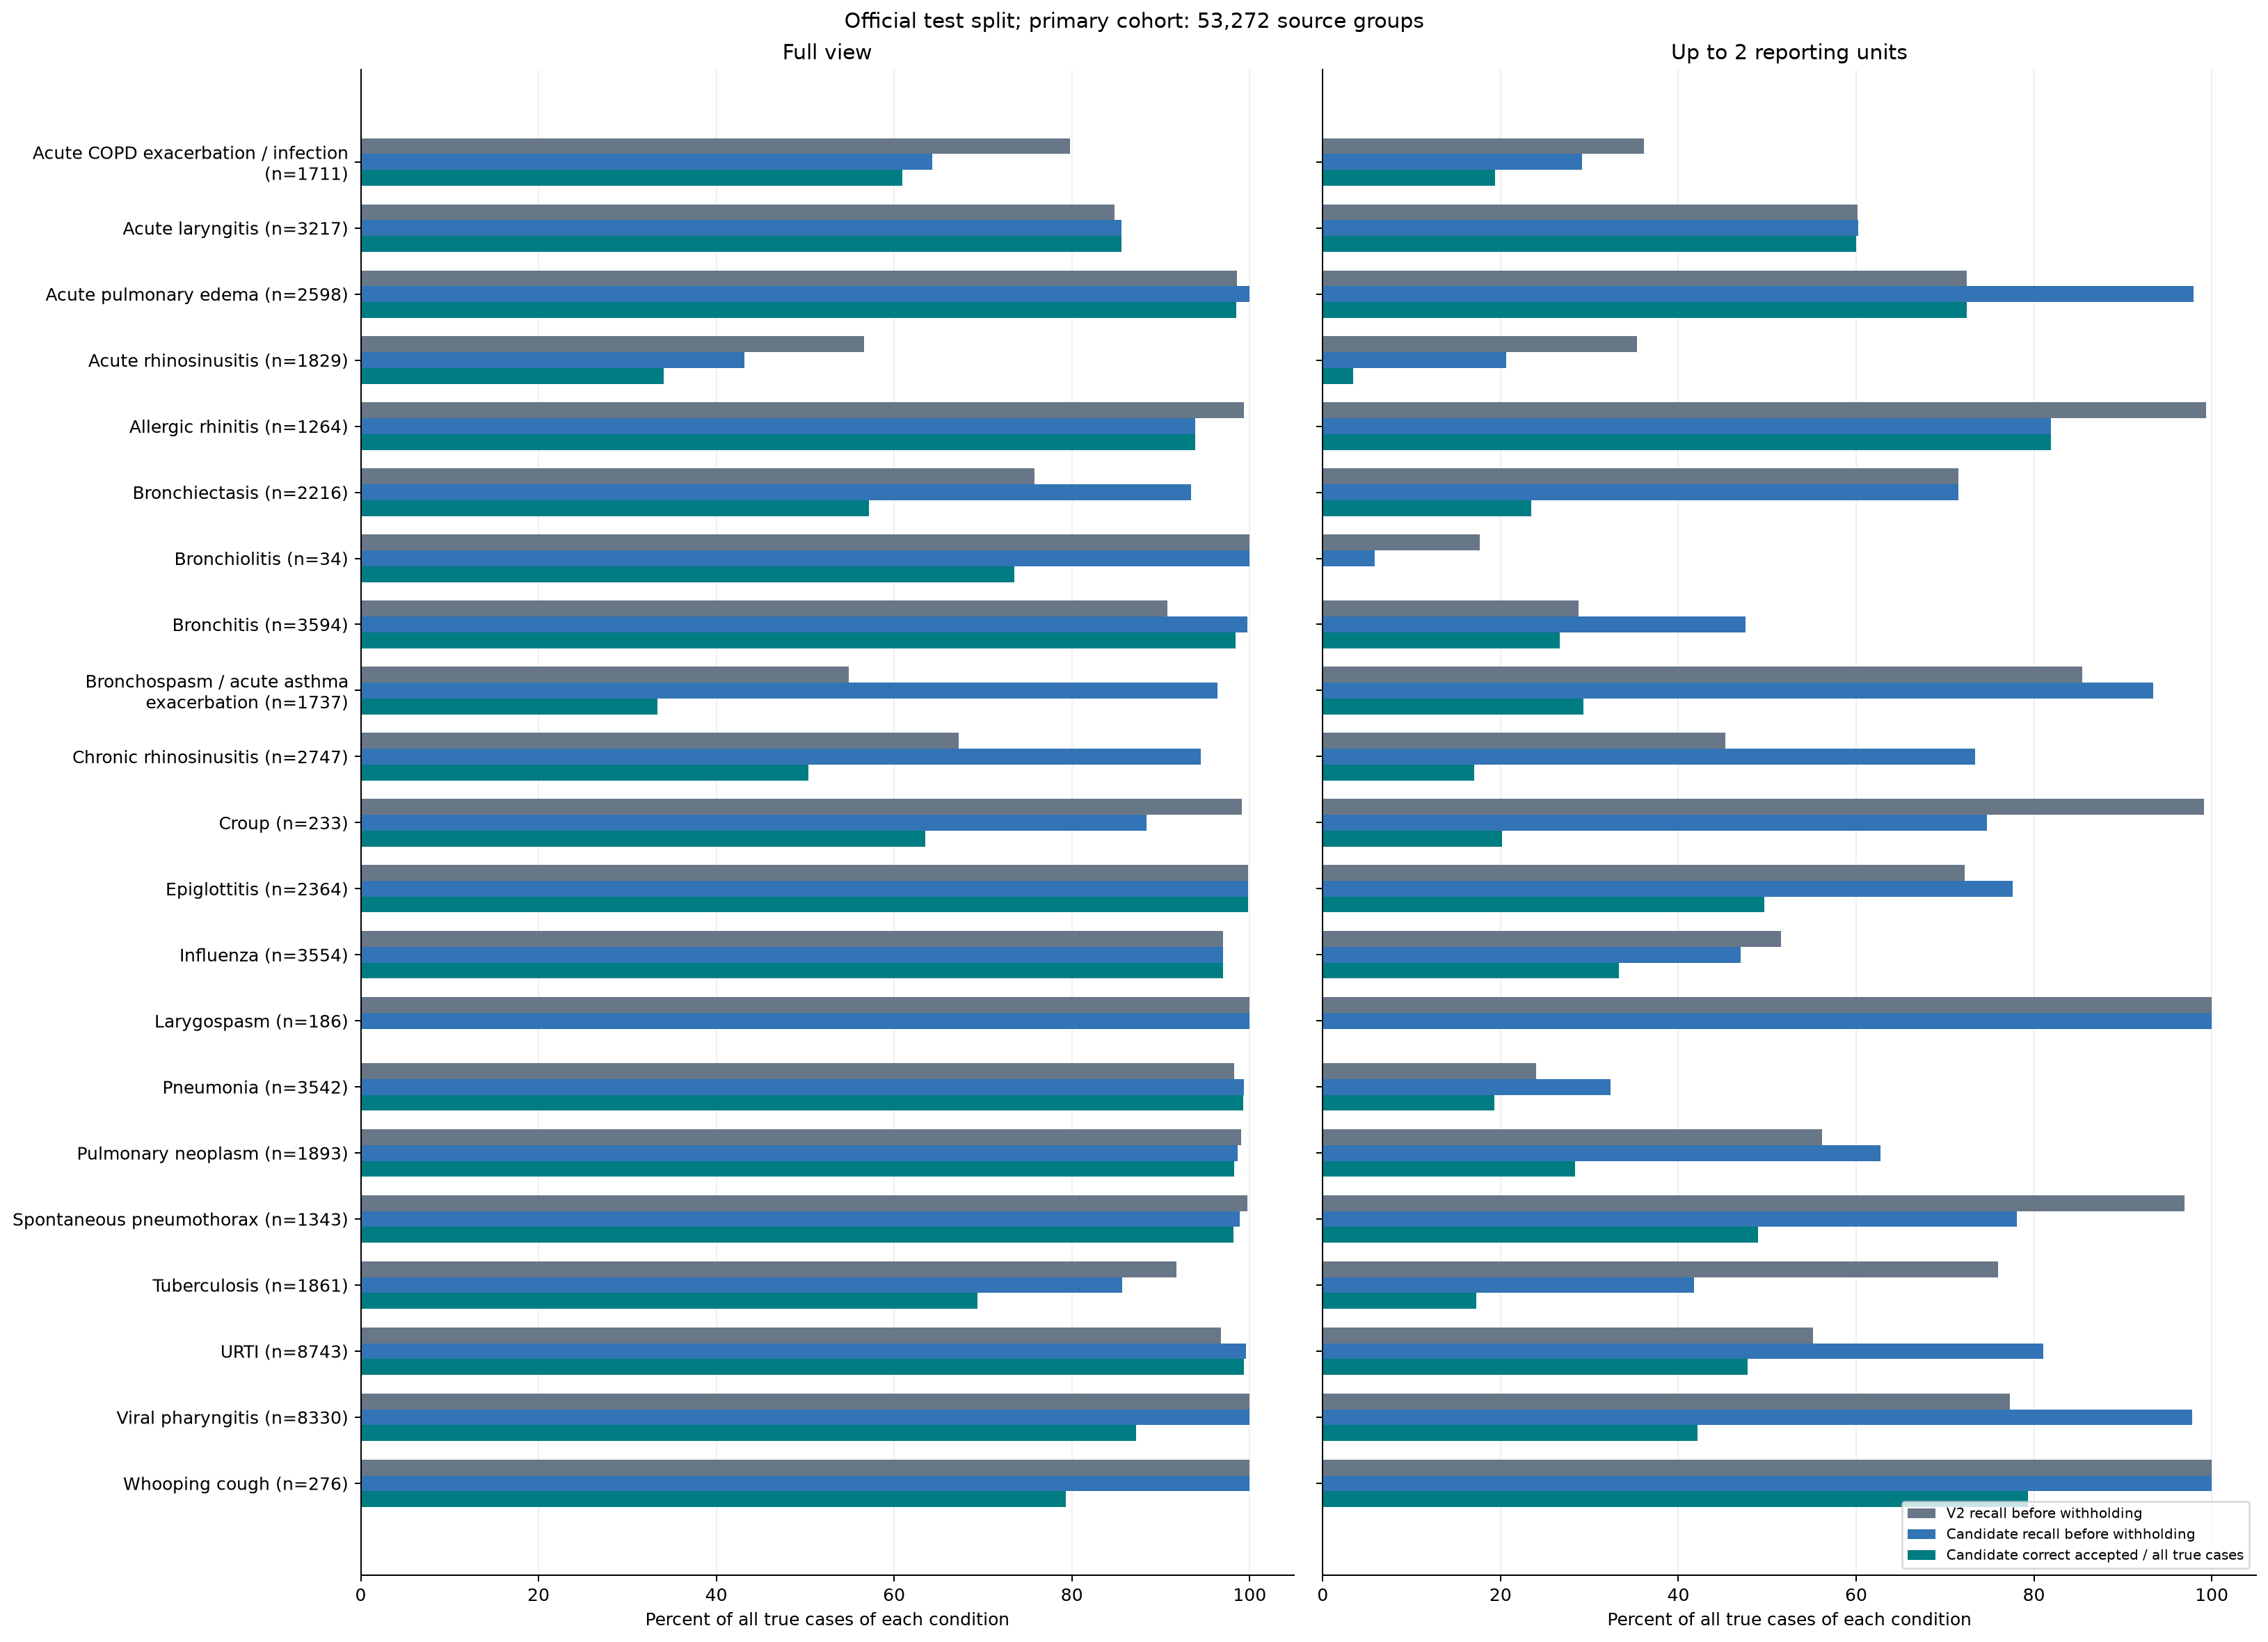 Official test split; primary cohort: 53,272 source groups
Full view
Up to 2 reporting units
Acute COPD exacerbation / infection
(n=1711)
Acute laryngitis (n=3217)
Acute pulmonary edema (n=2598)
Acute rhinosinusitis (n=1829)
Allergic rhinitis (n=1264)
Bronchiectasis (n=2216)
Bronchiolitis (n=34)
Bronchitis (n=3594)
Bronchospasm / acute asthma
exacerbation (n=1737)
Chronic rhinosinusitis (n=2747)
Croup (n=233)
Epiglottitis (n=2364)
Influenza (n=3554)
Larygospasm (n=186)
Pneumonia (n=3542)
Pulmonary neoplasm (n=1893)
Spontaneous pneumothorax (n=1343)
Tuberculosis (n=1861)
URTI (n=8743)
Viral pharyngitis (n=8330)
Whooping cough (n=276)
V2 recall before withholding
Candidate recall before withholding
Candidate correct accepted / all true cases
0 20 40 60 80 100
0 20 40 60 80 100
Percent of all true cases of each condition
Percent of all true cases of each condition